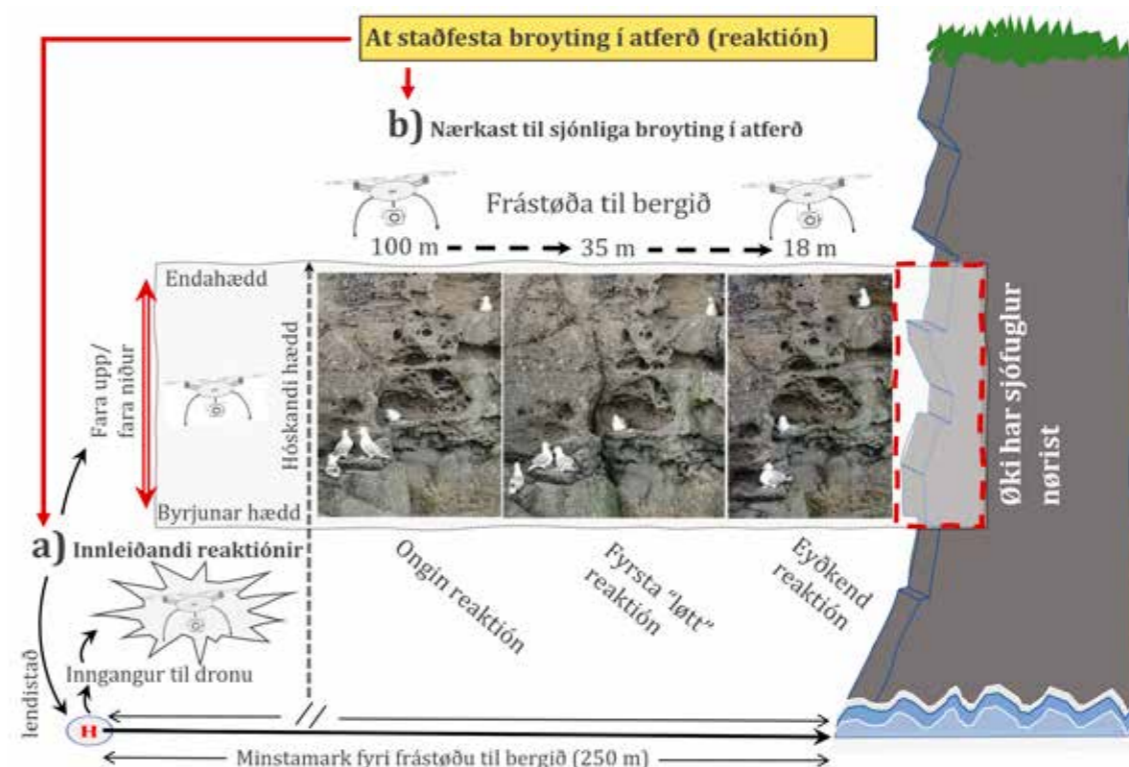 At staðfesta broyting í atferð (reaktión)
b) Nærkast til sjónliga broyting í atferð
Frástøða til bergið
100 m
35 m
18 m
Endahædd
Fara upp/
fara niður
Hóskandi hædd
Byrjunar hædd
Øki har sjófuglur
nørist
a) Innleiðandi reaktiónir
Ongin reaktión
Fyrsta "løtt"
reaktión
Eyðkend
reaktión
Inngangur til dronu
lendistað
H
Minstamark fyri frástøðu til bergið (250 m)